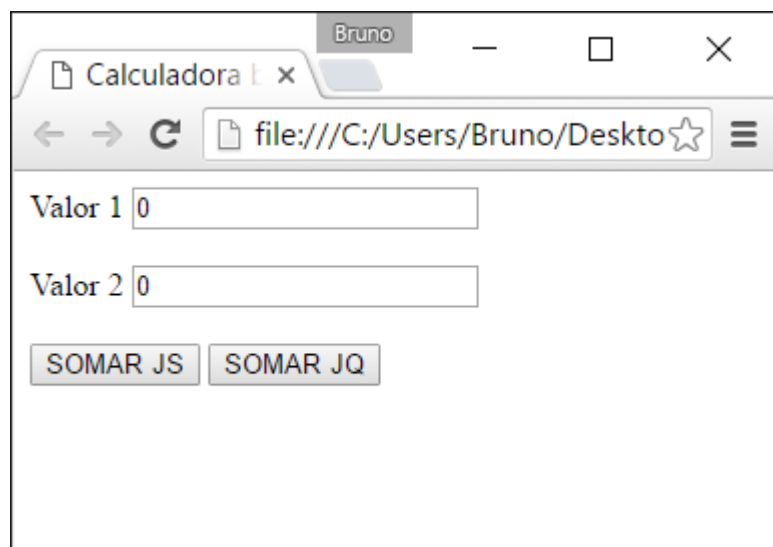 Bruno
Calculadora
file:///C:/Users/Bruno/Deskto
Valor 1 0
Valor 2 0
SOMAR JS SOMAR JQ